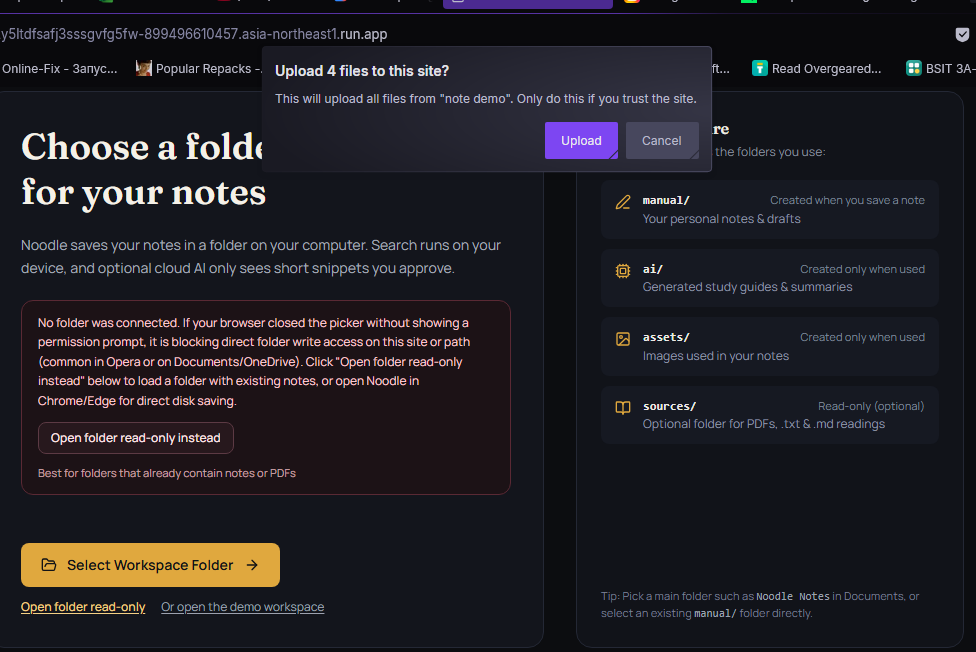 y5ltdfsafj3sssgvfg5fw-899496610457.asia-northeast1.run.app
Online-Fix - Запус...
Popular Repacks -
ft...
Read Overgeared...
BSIT 3A-
Upload 4 files to this site?
This will upload all files from "note demo". Only do this if you trust the site.
Upload
Cancel
Choose a folde
for your notes
Noodle saves your notes in a folder on your computer. Search runs on your
device, and optional cloud AI only sees short snippets you approve.
No folder was connected. If your browser closed the picker without showing a
permission prompt, it is blocking direct folder write access on this site or path
(common in Opera or on Documents/OneDrive). Click "Open folder read-only
instead" below to load a folder with existing notes, or open Noodle in
Chrome/Edge for direct disk saving.
Open folder read-only instead
Best for folders that already contain notes or PDFs
Select Workspace Folder
Open folder read-only
Or open the demo workspace
re
the folders you use:
manual/
Created when you save a note
Your personal notes & drafts
ai/
Created only when used
Generated study guides & summaries
assets/
Created only when used
Images used in your notes
sources/
Read-only (optional)
Optional folder for PDFs, .txt & .md readings
Tip: Pick a main folder such as Noodle Notes in Documents, or
select an existing manual/ folder directly.